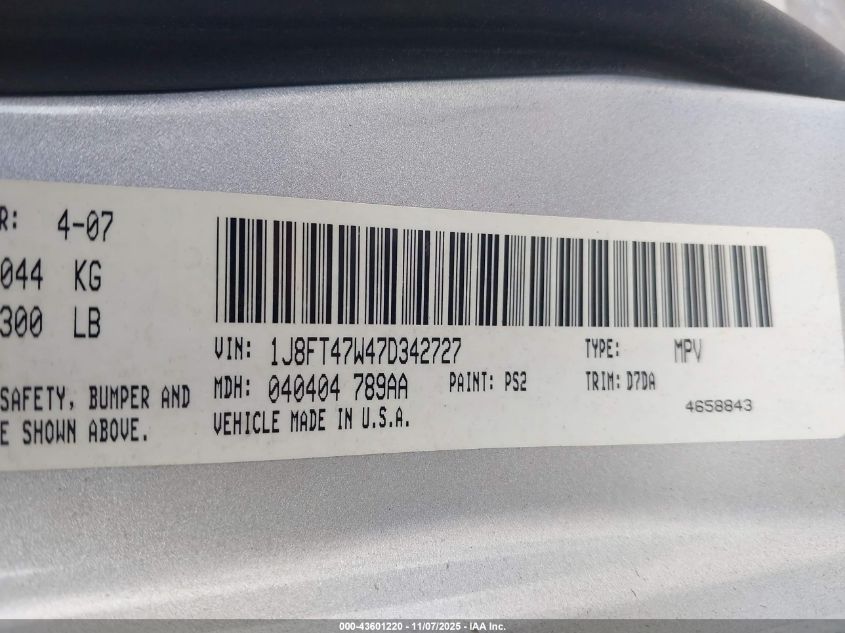 R: 4-07
044 KG
300 LB
SAFETY, BUMPER AND
E SHOWN ABOVE.
VIN: 1J8FT47W47D342727 TYPE: MPV
MDH: 040404 789AA PAINT: PS2 TRIM: D7DA
VEHICLE MADE IN U.S.A. 4658843
000-43601220 - 11/07/2025 - IAA Inc.